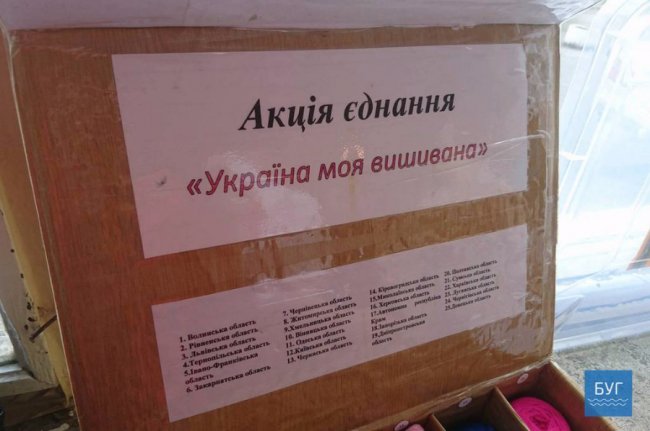 Акція єднання
«Україна моя вишивана»
1. Волинська область
2. Рівненська область
3. Львівська область
4.Тернопільська область
5.Івано-Франківська
область
6. Закарпатська область
7. Чернівецька область
8. Житомирська область
9.Хмельницька область
10. Вінницька область
11. Одеська область
12.Київська область
13. Черкаська область
14. Кіровоградська область
15.Миколаївська область
16. Херсонська область
17.Автономна республіка
Крим
18.Запорізька область
19.Дніпропетровська
область
20. Полтавська область
21. Сумська область
22. Харківська область
23. Луганська область
24. Чернігівська область
25.Донецька область
БУГ